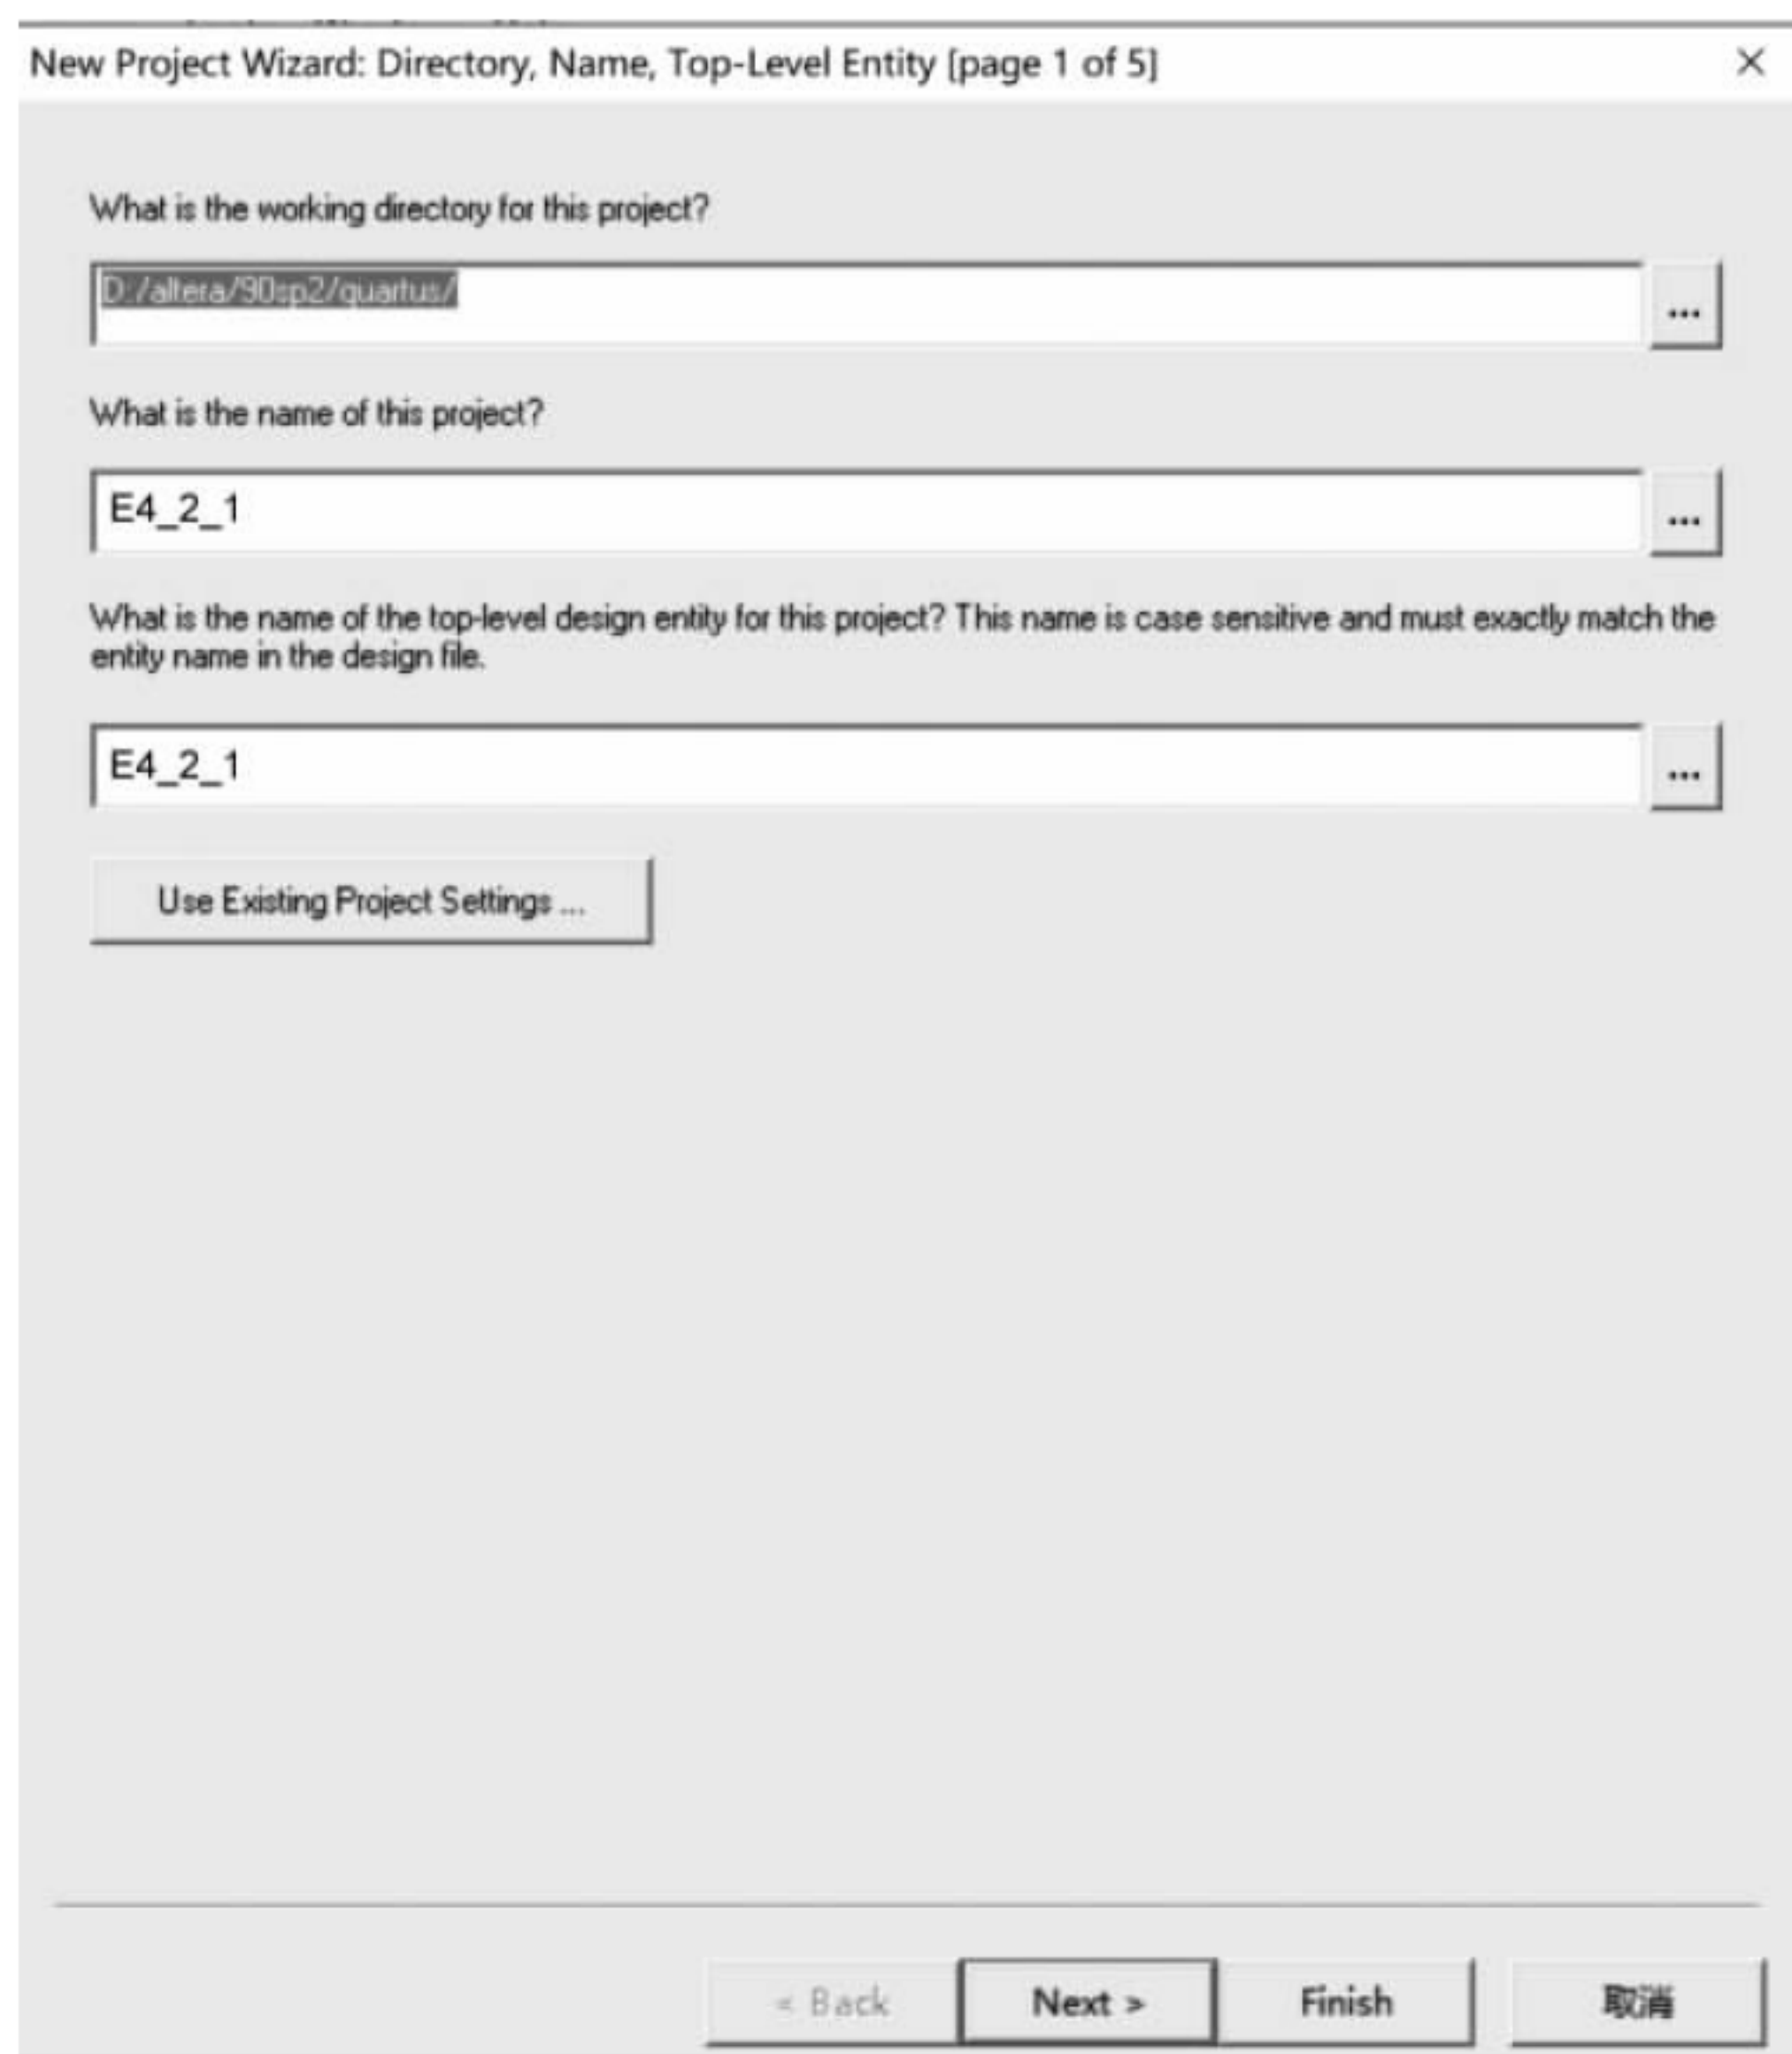 New Project Wizard: Directory, Name, Top-Level Entity [page 1 of 5]
What is the working directory for this project?
D:/altera/90sp2/quartus/
...
What is the name of this project?
E4_2_1
...
What is the name of the top-level design entity for this project? This name is case sensitive and must exactly match the
entity name in the design file.
E4_2_1
...
Use Existing Project Settings ...
< Back
Next >
Finish
取消